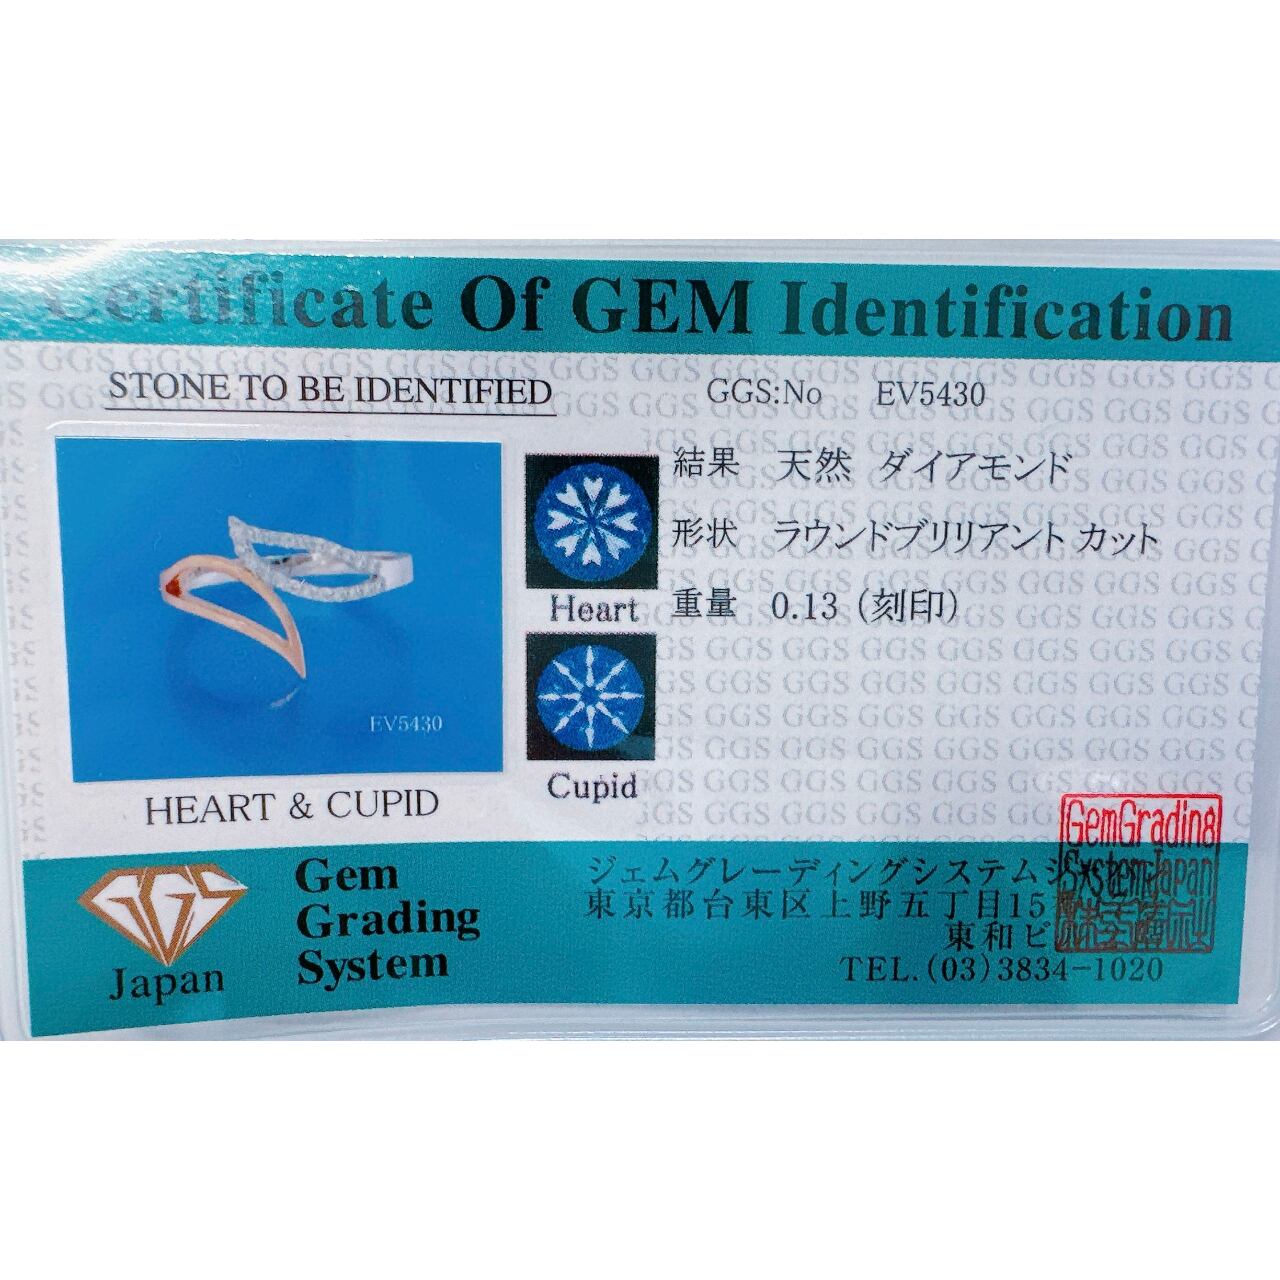 Certificate Of GEM Identification
STONE TO BE IDENTIFIED
GGS:No EV5430
結果 天然 ダイアモンド
形状 ラウンドブリリアント カット
重量 0.13 (刻印)
Heart
Cupid
EV5430
HEART & CUPID
GGS
Japan
Gem
Grading
System
ジェムグレーディングシステム
東京都台東区上野五丁目15
東和ビ
TEL.(03)3834-1020
GemGrading
SystemJapan